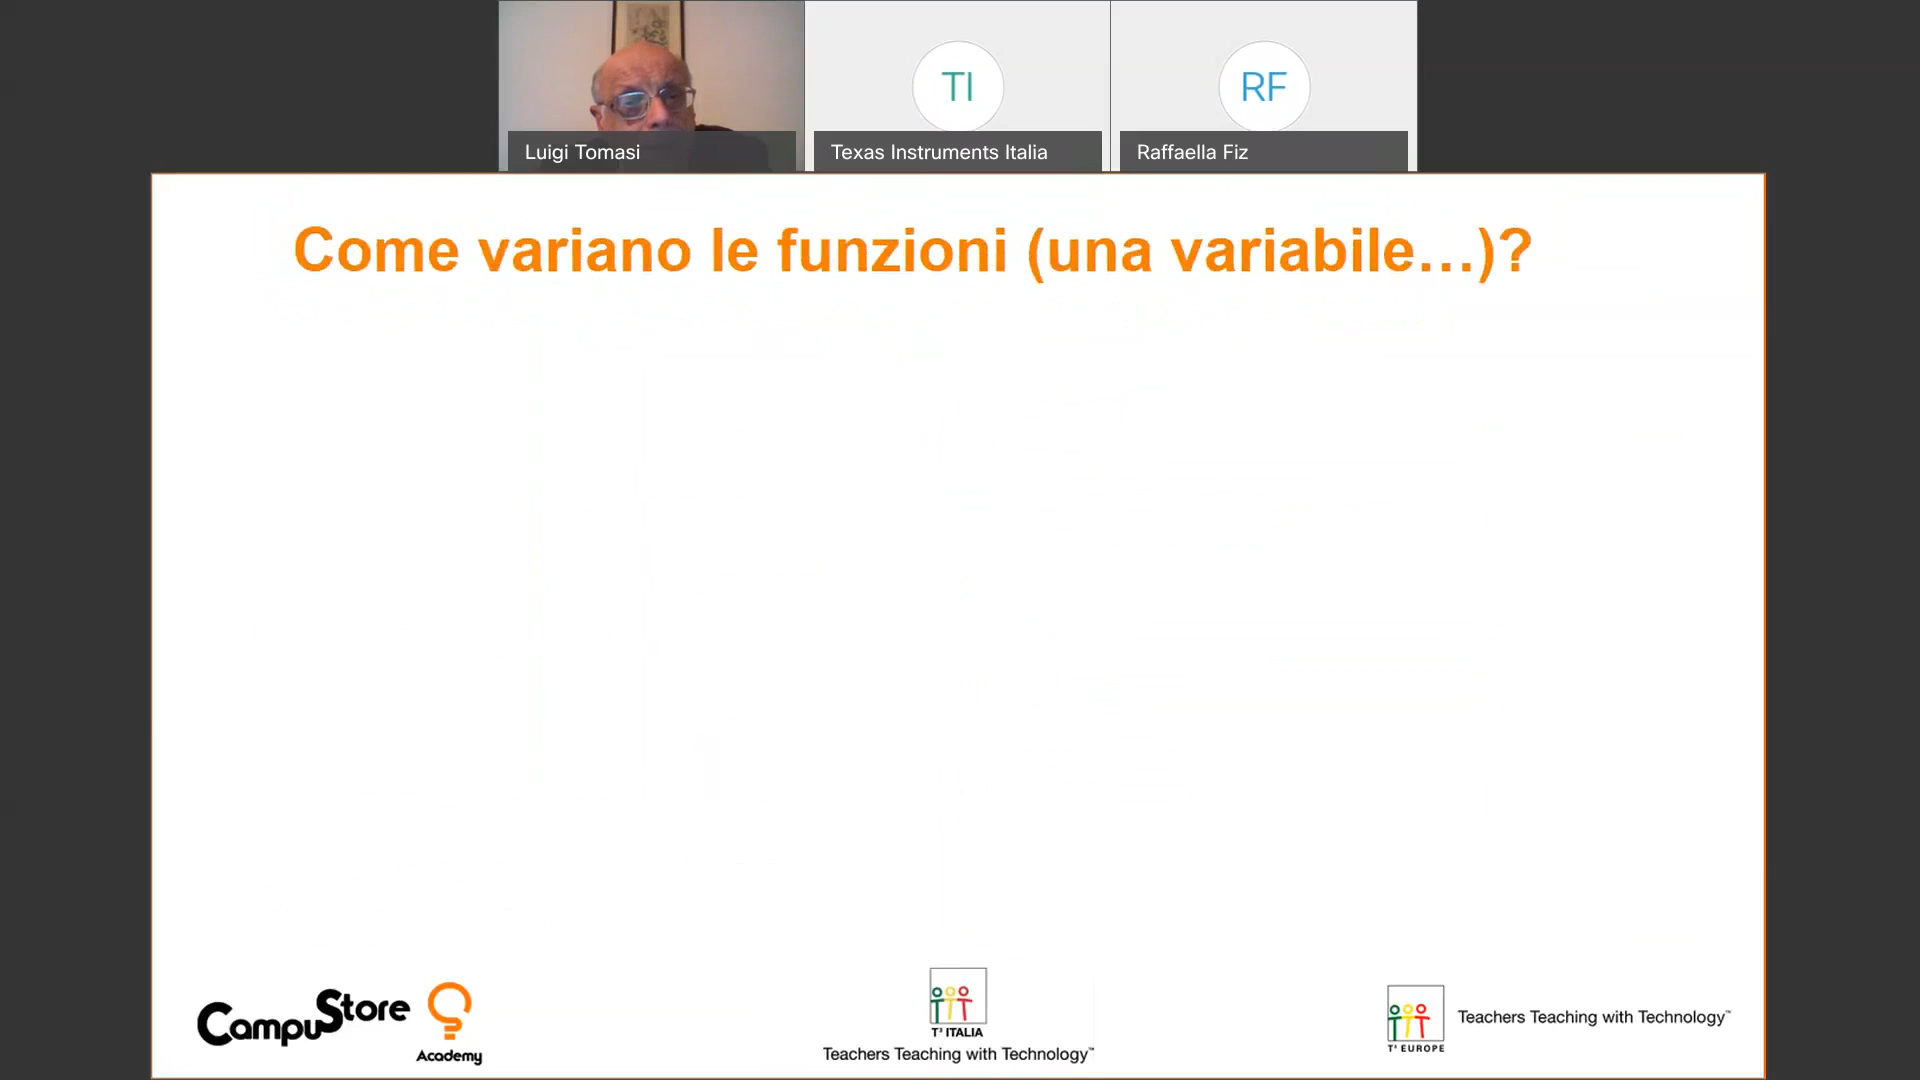 TI
RF
Luigi Tomasi
Texas Instruments Italia
Raffaella Fiz
Come variano le funzioni (una variabile…)?
CampuStore
Academy
T³ ITALIA
Teachers Teaching with Technology™
T³ EUROPE
Teachers Teaching with Technology™